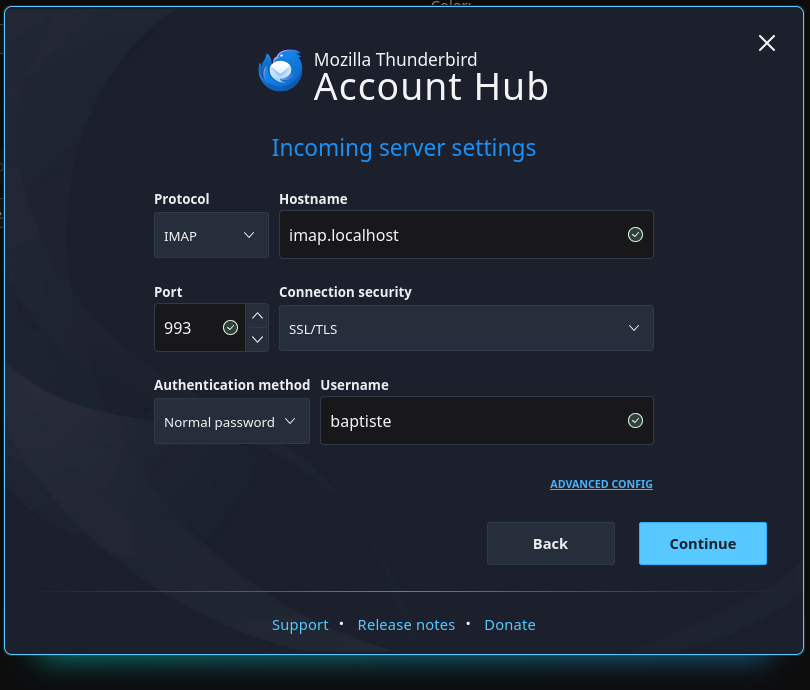 Color:
Mozilla Thunderbird
Account Hub
Incoming server settings
Protocol
Hostname
IMAP
imap.localhost
Port
Connection security
993
SSL/TLS
Authentication method
Username
Normal password
baptiste
ADVANCED CONFIG
Back
Continue
Support • Release notes • Donate